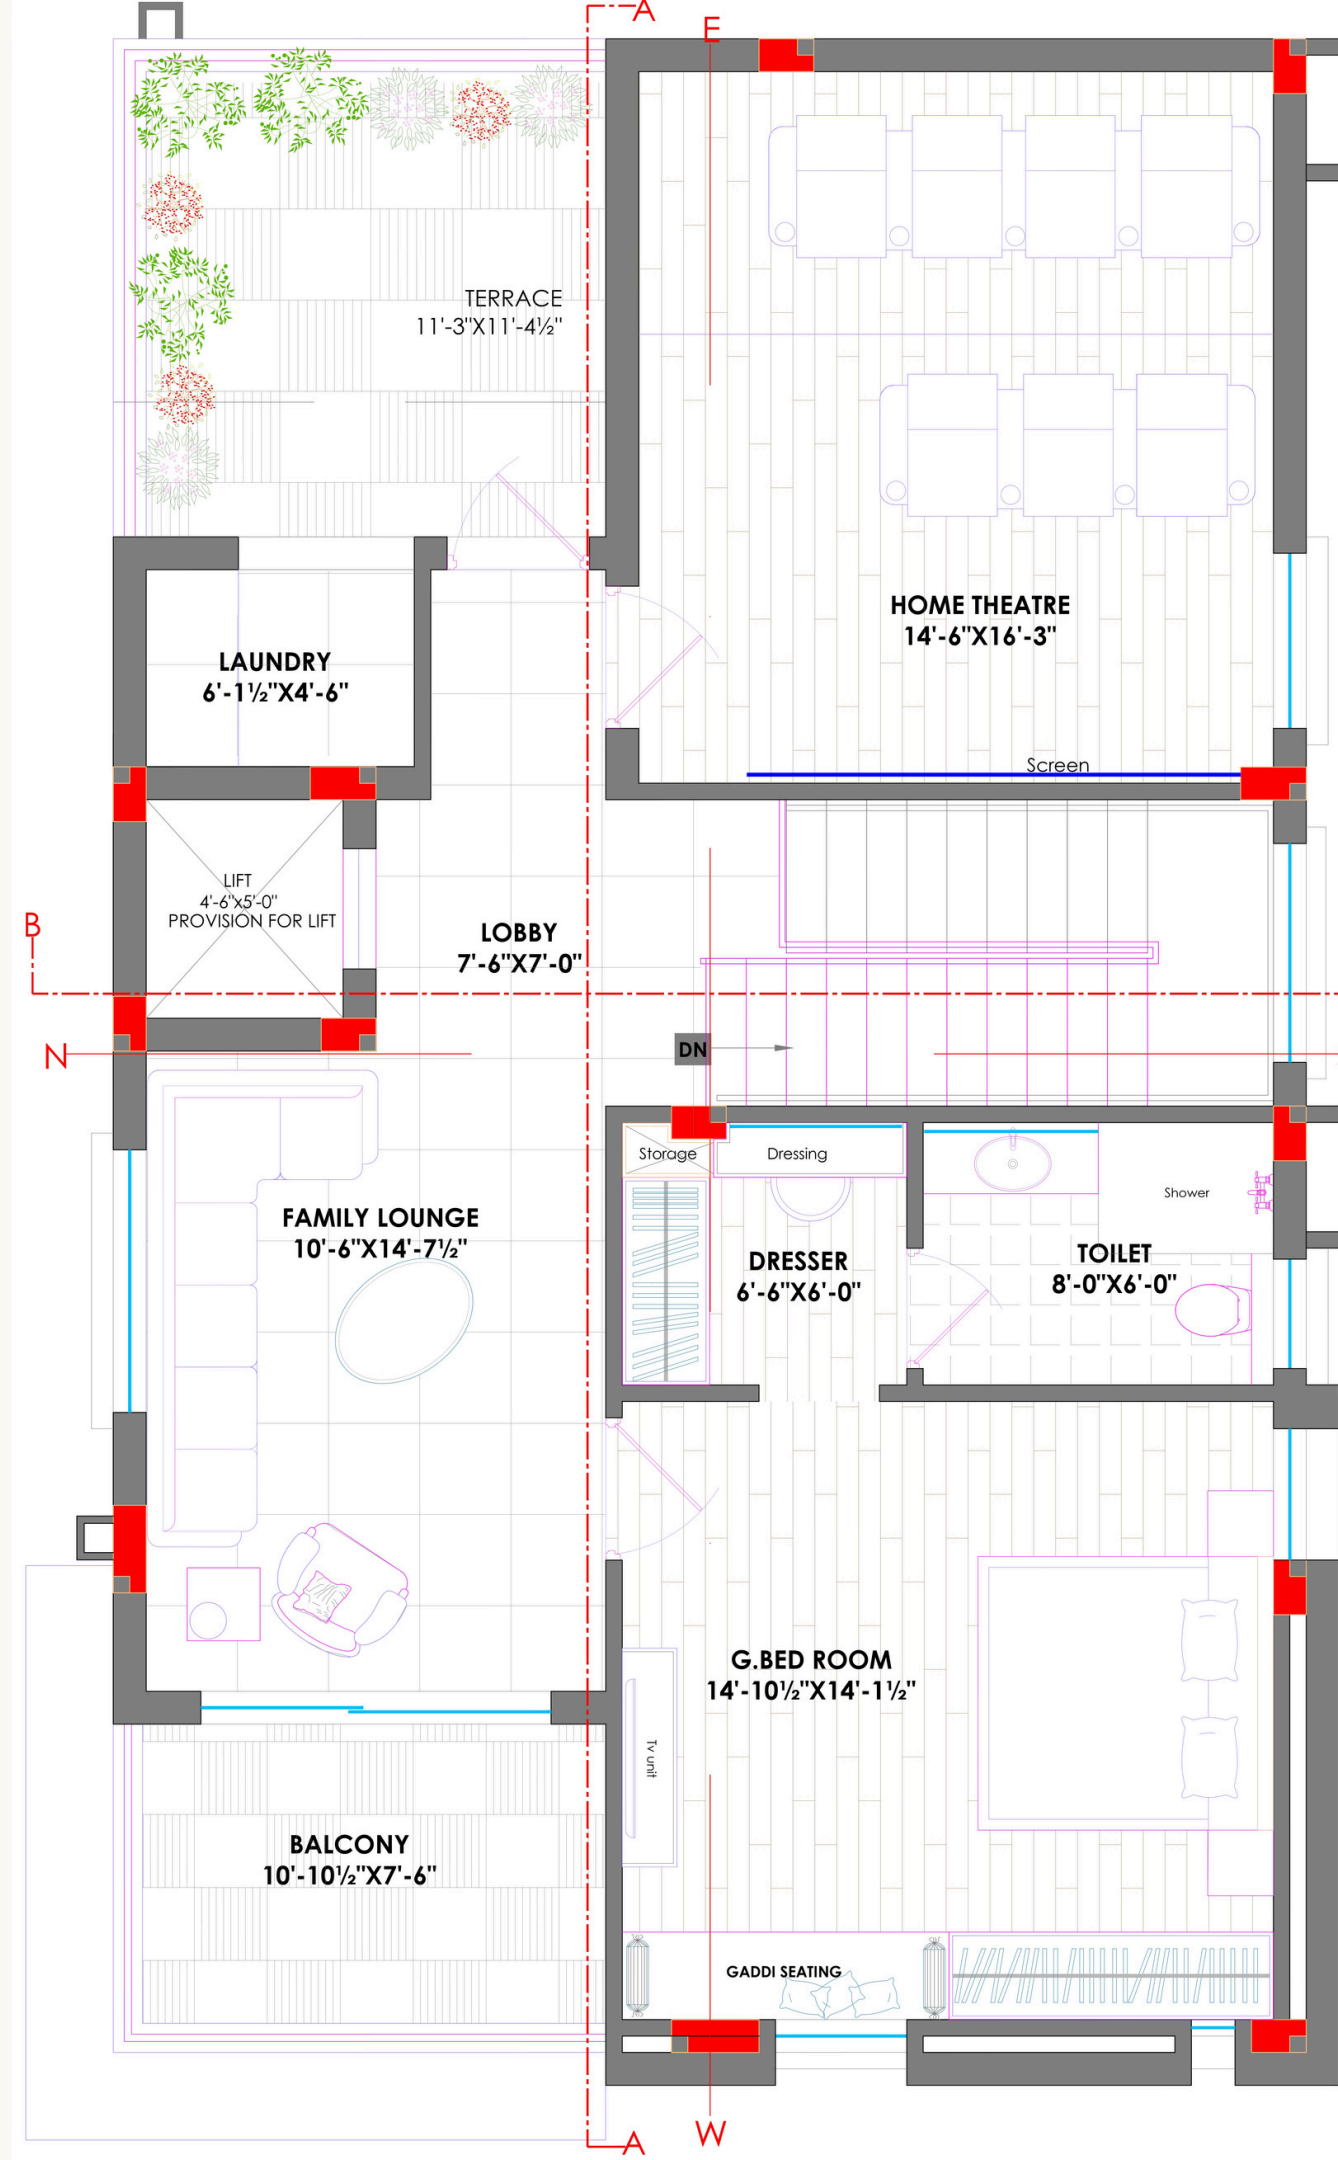 A
E
TERRACE
11'-3"X11'-4½"
HOME THEATRE
14'-6"X16'-3"
LAUNDRY
6'-1½"X4'-6"
Screen
LIFT
4'-6"x5'-0"
PROVISION FOR LIFT
B
LOBBY
7'-6"X7'-0"
N
DN
Storage
Dressing
Shower
FAMILY LOUNGE
10'-6"X14'-7½"
DRESSER
6'-6"X6'-0"
TOILET
8'-0"X6'-0"
G.BED ROOM
14'-10½"X14'-1½"
Tv unit
BALCONY
10'-10½"X7'-6"
GADDI SEATING
A
W